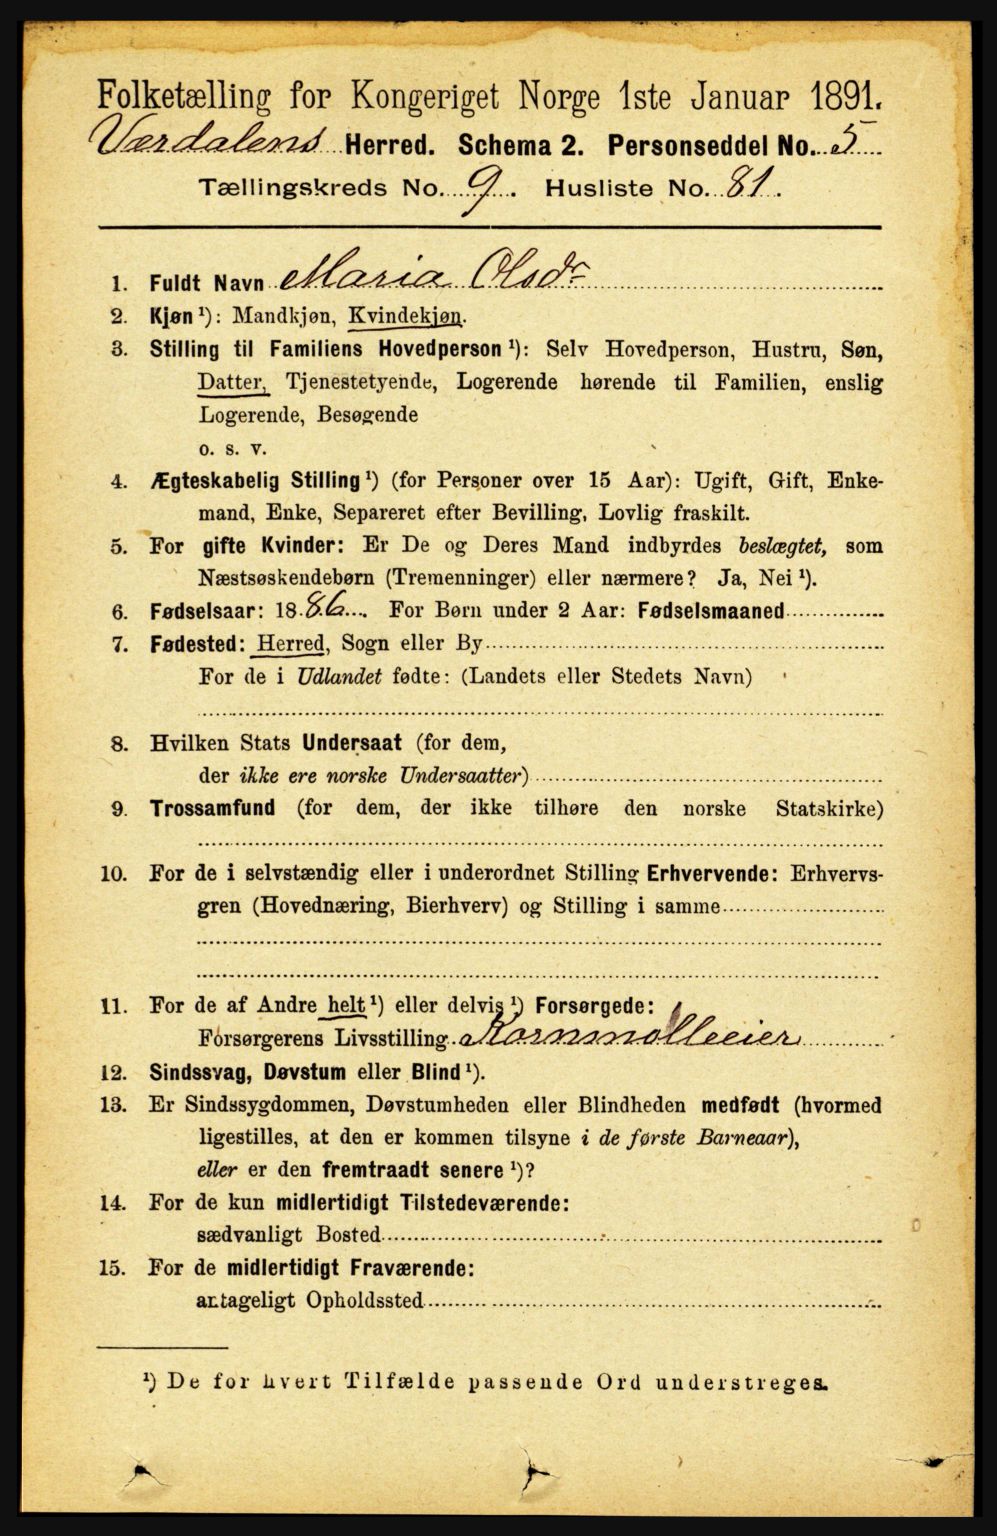 Folketælling for Kongeriget Norge 1ste Januar 1891.
Værdalens Herred. Schema 2. Personseddel No. 5
Tællingskreds No. 9. Husliste No. 81.
1. Fuldt Navn Maria Olsdr
2. Kjøn ¹): Mandkjøn, Kvindekjøn.
3. Stilling til Familiens Hovedperson ¹): Selv Hovedperson, Hustru, Søn,
Datter, Tjenestetyende, Logerende hørende til Familien, enslig
Logerende, Besøgende
o. s. v.
4. Ægteskabelig Stilling ¹) (for Personer over 15 Aar): Ugift, Gift, Enke-
mand, Enke, Separeret efter Bevilling, Lovlig fraskilt.
5. For gifte Kvinder: Er De og Deres Mand indbyrdes beslægtet, som
Næstsøskendebørn (Tremenninger) eller nærmere? Ja, Nei ¹).
6. Fødselsaar: 1886. For Børn under 2 Aar: Fødselsmaaned
7. Fødested: Herred, Sogn eller By
For de i Udlandet fødte: (Landets eller Stedets Navn)
8. Hvilken Stats Undersaat (for dem,
der ikke ere norske Undersaatter)
9. Trossamfund (for dem, der ikke tilhøre den norske Statskirke)
10. For de i selvstændig eller i underordnet Stilling Erhvervende: Erhvervs-
gren (Hovednæring, Bierhverv) og Stilling i samme
11. For de af Andre helt ¹) eller delvis ¹) Forsørgede:
Forsørgerens Livsstilling Kornmølleeier
12. Sindssvag, Døvstum eller Blind ¹).
13. Er Sindssygdommen, Døvstumheden eller Blindheden medfødt (hvormed
ligestilles, at den er kommen tilsyne i de første Barneaar),
eller er den fremtraadt senere ¹)?
14. For de kun midlertidigt Tilstedeværende:
sædvanligt Bosted
15. For de midlertidigt Fraværende:
antageligt Opholdssted
¹) De for hvert Tilfælde passende Ord understreges.